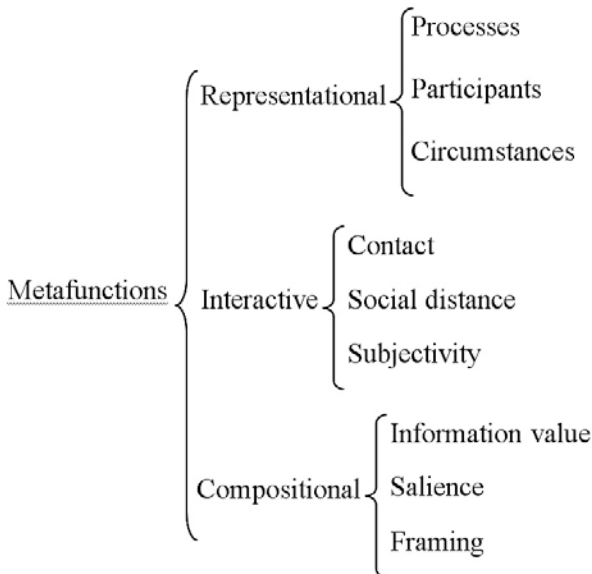 Processes
Representational
Participants
Circumstances
Contact
Metafunctions
Interactive
Social distance
Subjectivity
Information value
Compositional
Salience
Framing